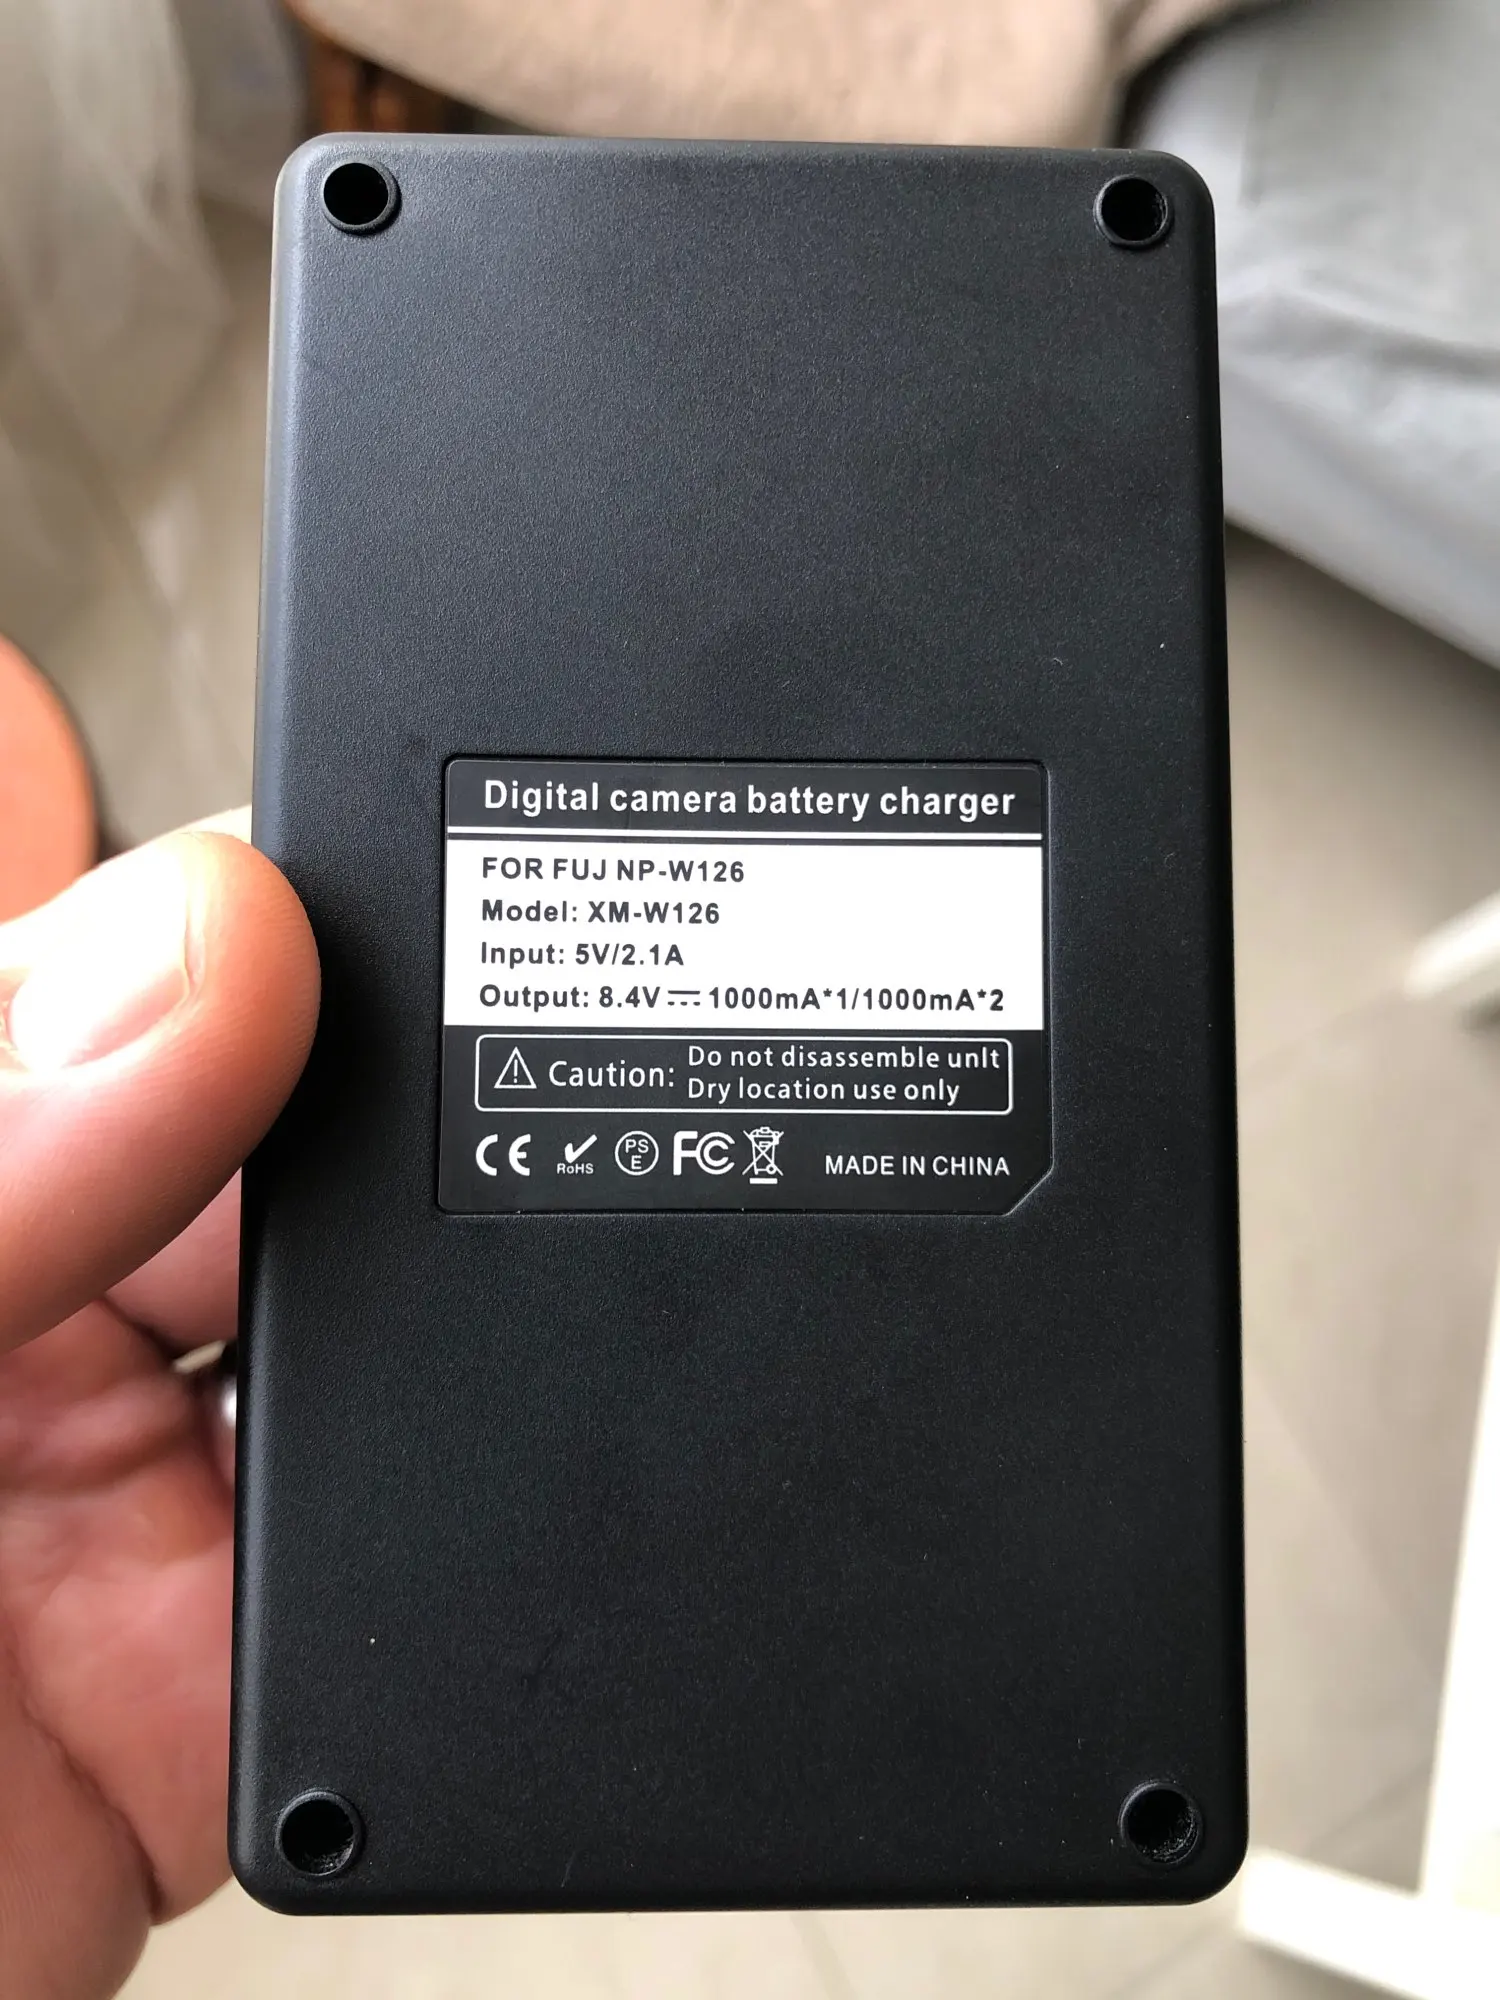 Digital camera battery charger
FOR FUJ NP-W126
Model: XM-W126
Input: 5V/2.1A
Output: 8.4V ⎓ 1000mA*1/1000mA*2
Caution: Do not disassemble unlt
Dry location use only
CE RoHS PSE FC MADE IN CHINA